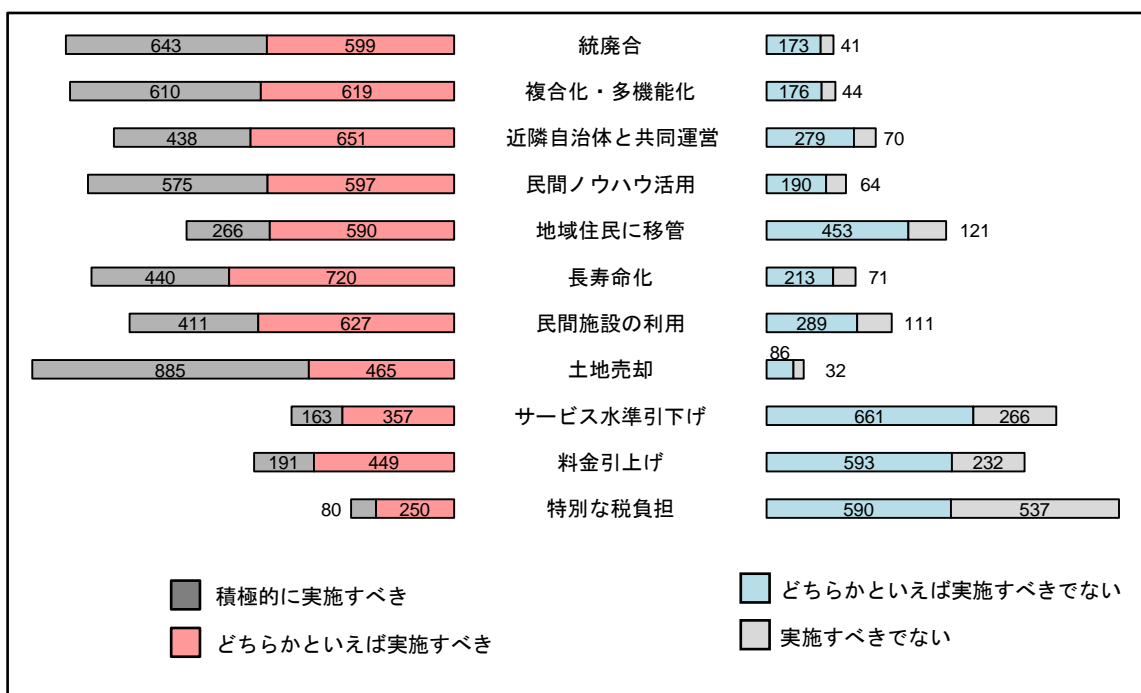 643 599 統廃合 173 41
610 619 複合化・多機能化 176 44
438 651 近隣自治体と共同運営 279 70
575 597 民間ノウハウ活用 190 64
266 590 地域住民に移管 453 121
440 720 長寿命化 213 71
411 627 民間施設の利用 289 111
885 465 土地売却 86 32
163 357 サービス水準引下げ 661 266
191 449 料金引上げ 593 232
80 250 特別な税負担 590 537
積極的に実施すべき
どちらかといえば実施すべき
どちらかといえば実施すべきでない
実施すべきでない